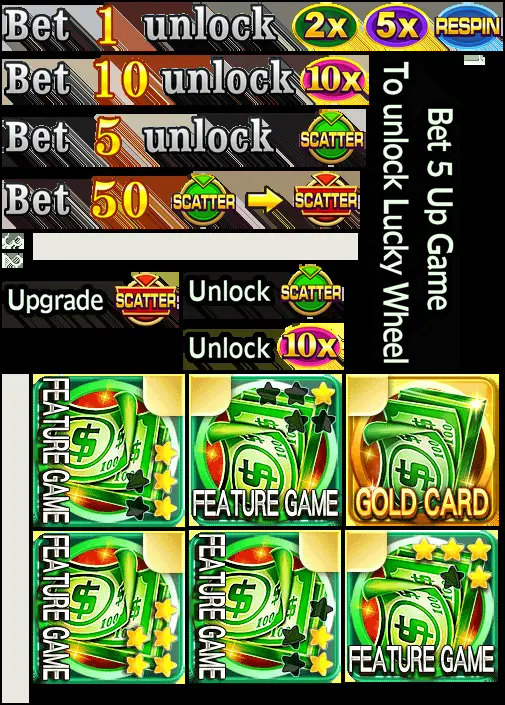 Bet 1 unlock 2x 5x RESPIN
Bet 10 unlock 10x
Bet 5 unlock SCATTER
Bet 50 SCATTER SCATTER
Bet 5 Up Game
To unlock Lucky Wheel
Upgrade SCATTER
Unlock SCATTER
Unlock 10x
FEATURE GAME
FEATURE GAME
GOLD CARD
FEATURE GAME
FEATURE GAME
FEATURE GAME